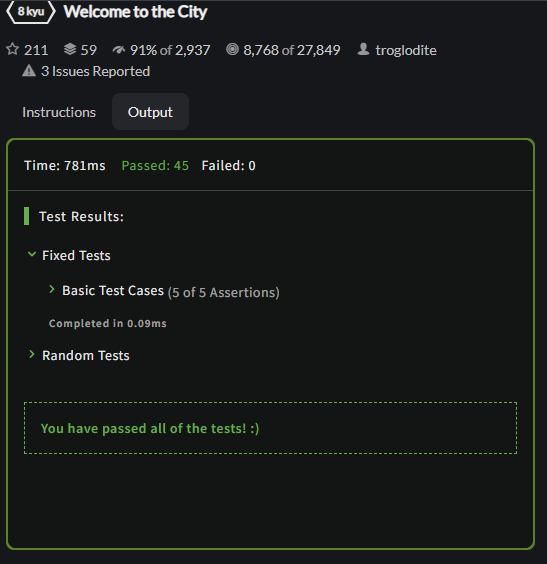 8 kyu Welcome to the City
211 59 91% of 2,937 8,768 of 27,849 troglodite
3 Issues Reported
Instructions Output
Time: 781ms Passed: 45 Failed: 0
Test Results:
Fixed Tests
Basic Test Cases (5 of 5 Assertions)
Completed in 0.09ms
Random Tests
You have passed all of the tests! :)